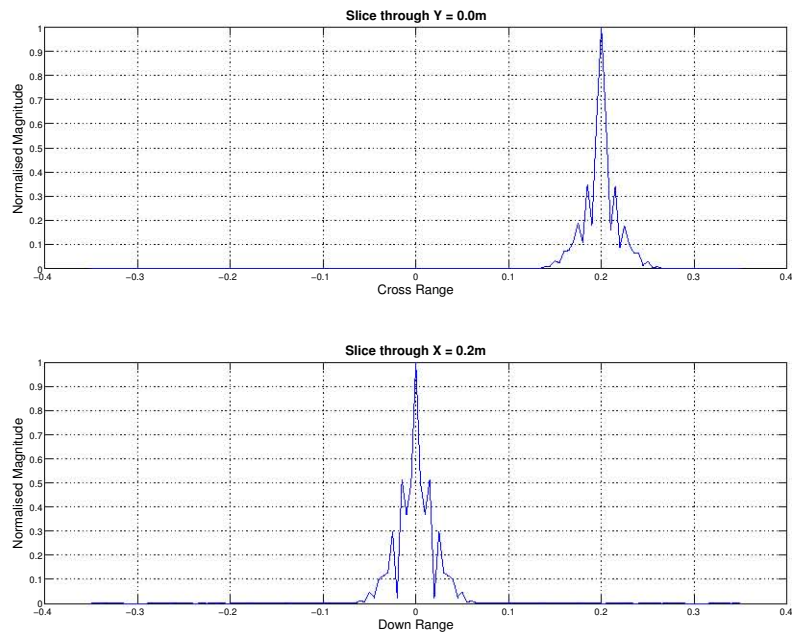 Slice through Y = 0.0m
1
0.9
0.8
0.7
0.6
0.5
0.4
0.3
0.2
0.1
0
Normalised Magnitude
−0.4 −0.3 −0.2 −0.1 0 0.1 0.2 0.3 0.4
Cross Range
Slice through X = 0.2m
1
0.9
0.8
0.7
0.6
0.5
0.4
0.3
0.2
0.1
0
Normalised Magnitude
−0.4 −0.3 −0.2 −0.1 0 0.1 0.2 0.3 0.4
Down Range